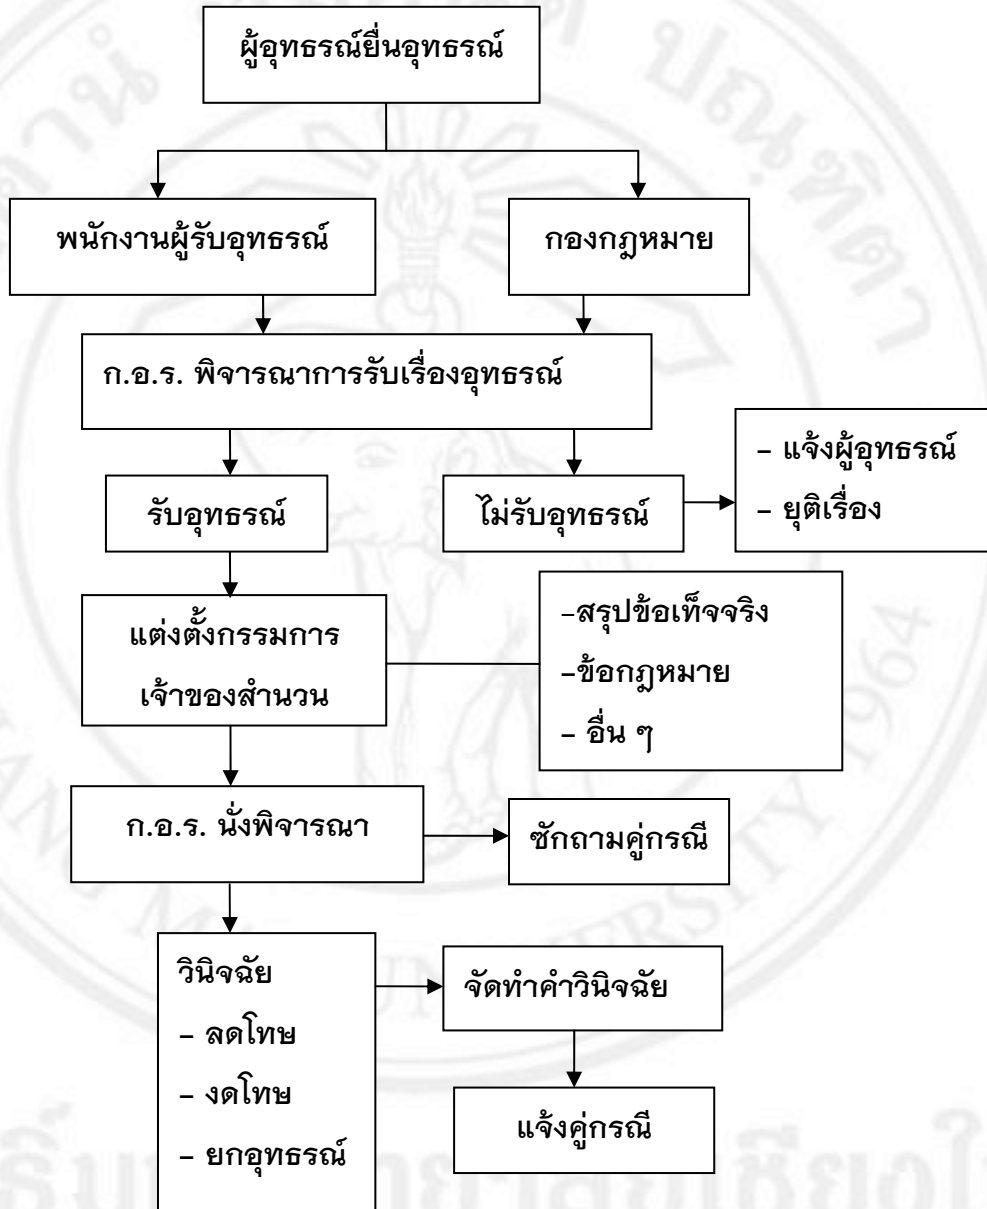 ผู้อุทธรณ์ยื่นอุทธรณ์
พนักงานผู้รับอุทธรณ์
กองกฎหมาย
ก.อ.ร. พิจารณาการรับเรื่องอุทธรณ์
รับอุทธรณ์
ไม่รับอุทธรณ์
– แจ้งผู้อุทธรณ์
– ยุติเรื่อง
แต่งตั้งกรรมการ
เจ้าของสำนวน
–สรุปข้อเท็จจริง
–ข้อกฎหมาย
– อื่น ๆ
ก.อ.ร. นั่งพิจารณา
ซักถามคู่กรณี
วินิจฉัย
– ลดโทษ
– งดโทษ
– ยกอุทธรณ์
จัดทำคำวินิจฉัย
แจ้งคู่กรณี